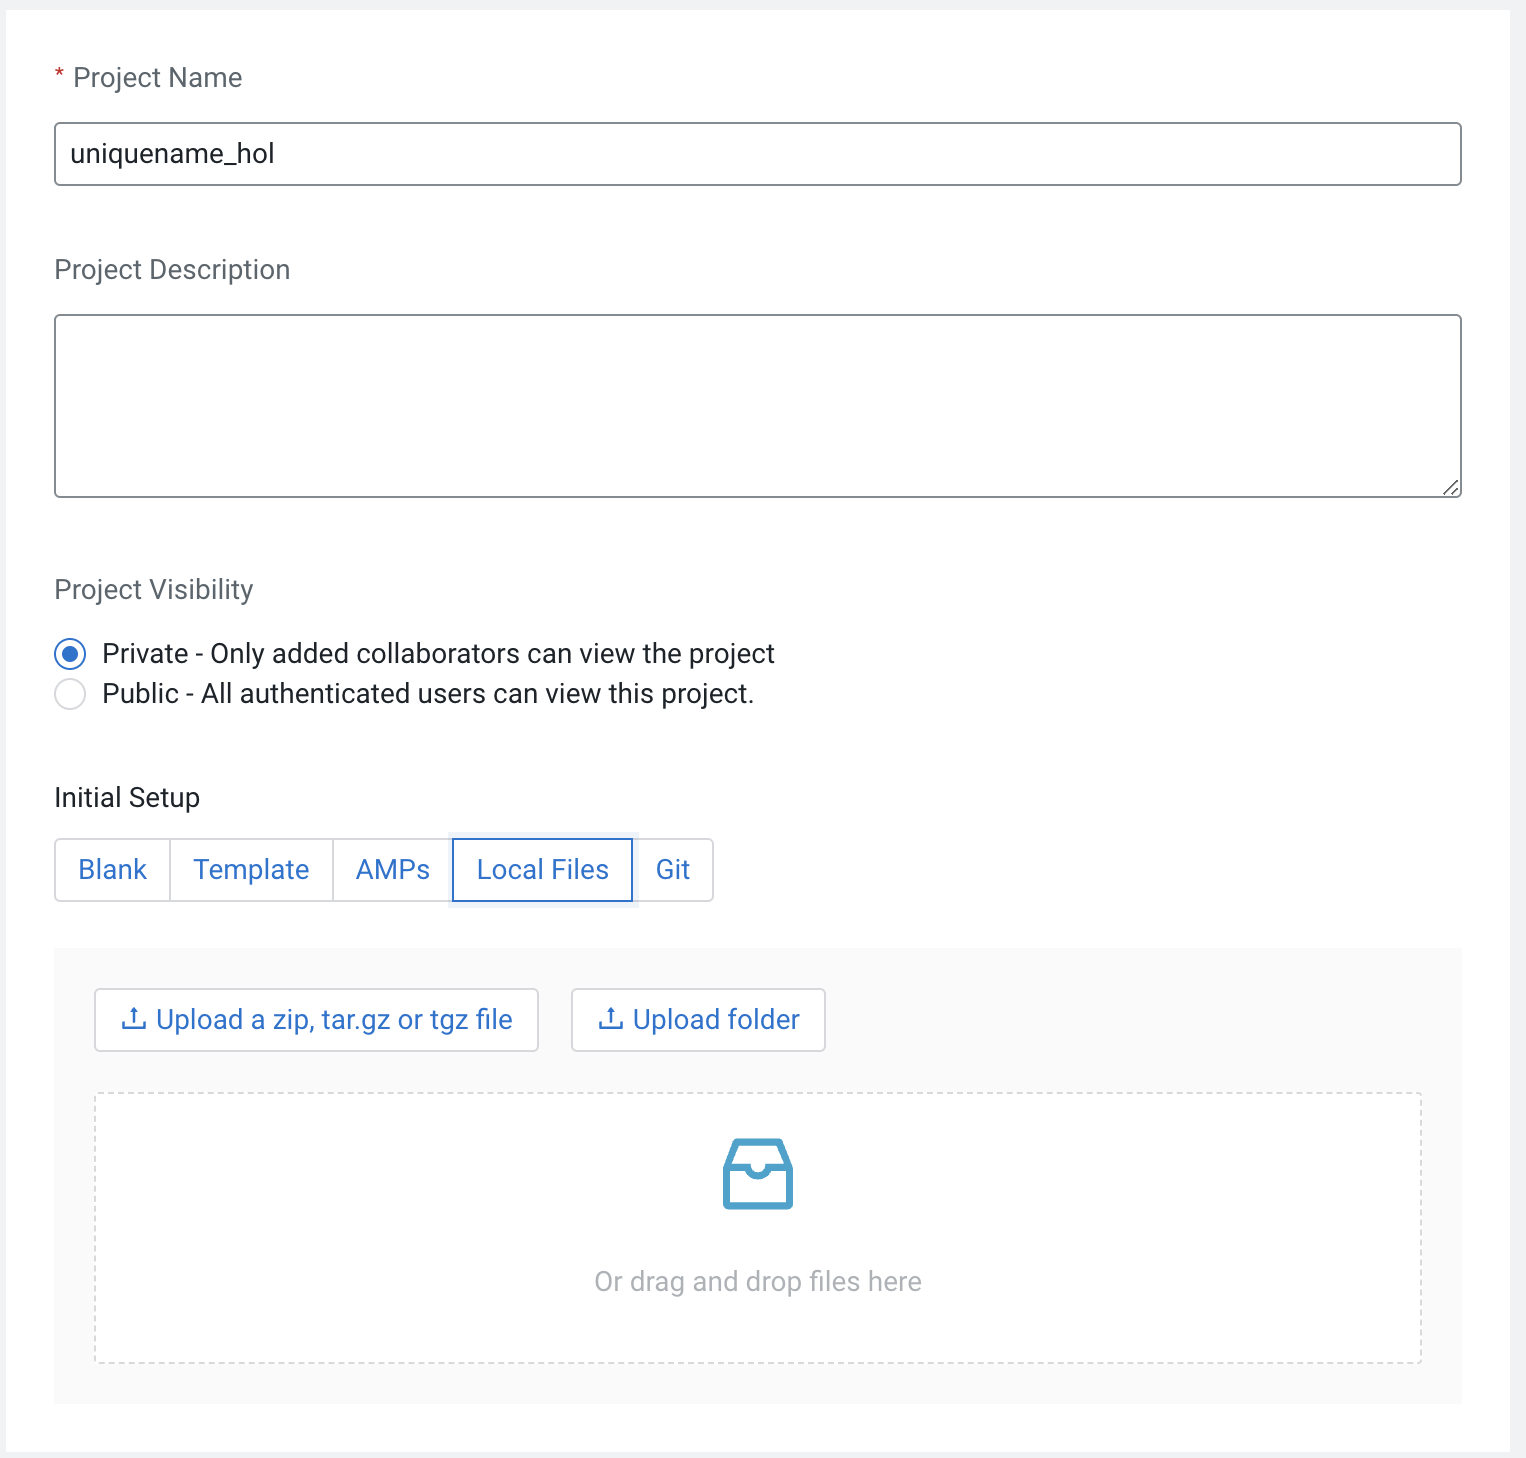 * Project Name
uniquename_hol
Project Description
Project Visibility
Private - Only added collaborators can view the project
Public - All authenticated users can view this project.
Initial Setup
Blank Template AMPs Local Files Git
Upload a zip, tar.gz or tgz file Upload folder
Or drag and drop files here